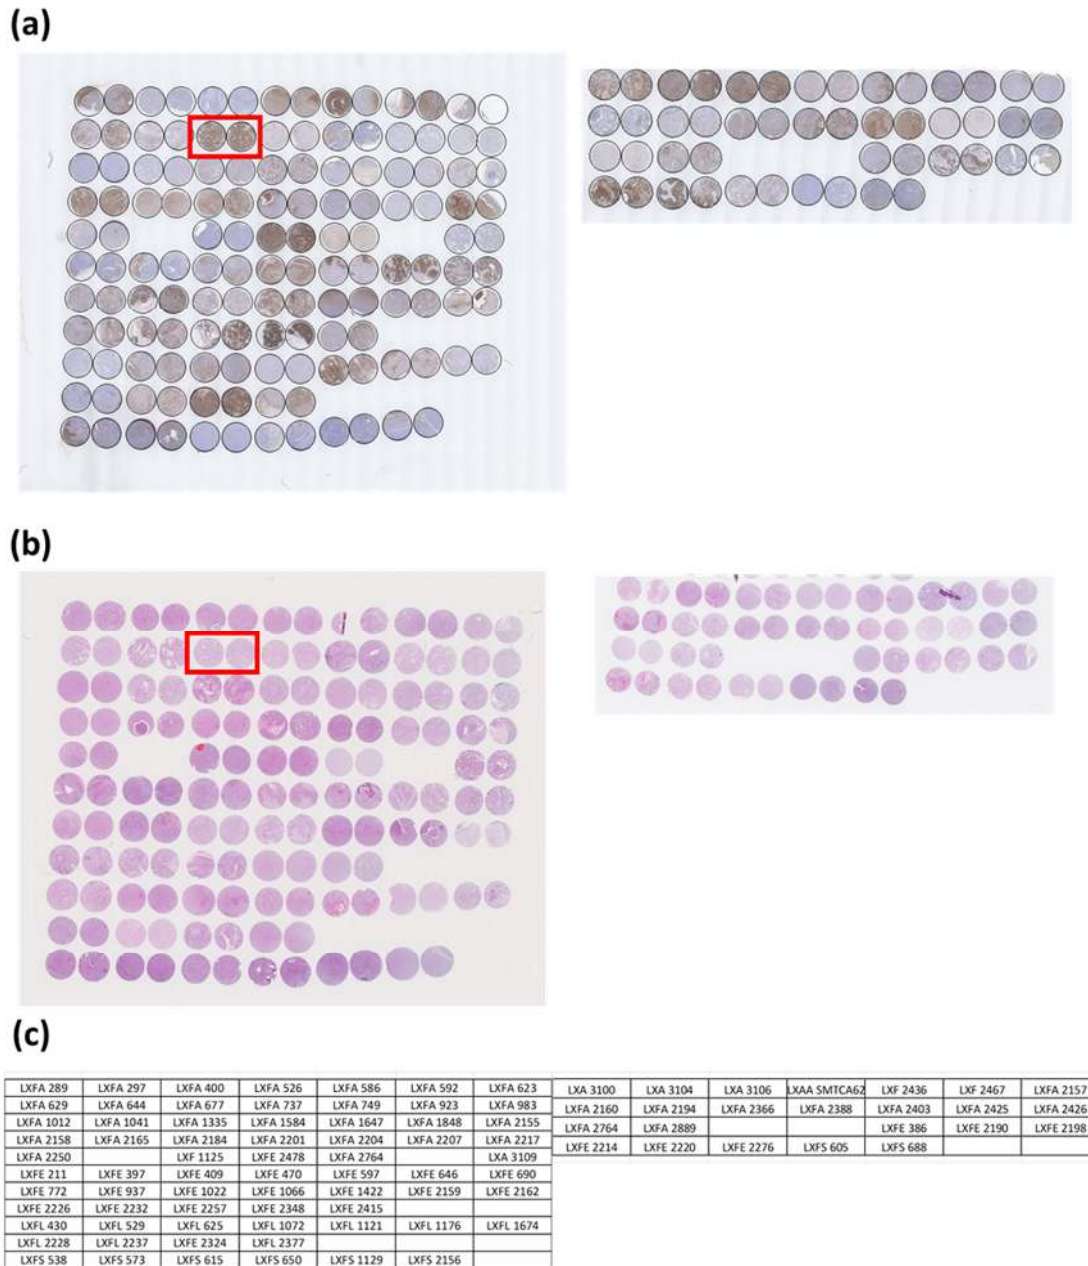 (a)
(b)
(c)
LXFA 289 LXFA 297 LXFA 400 LXFA 526 LXFA 586 LXFA 592 LXFA 623
LXFA 629 LXFA 644 LXFA 677 LXFA 737 LXFA 749 LXFA 923 LXFA 983
LXFA 1012 LXFA 1041 LXFA 1335 LXFA 1584 LXFA 1647 LXFA 1848 LXFA 2155
LXFA 2158 LXFA 2165 LXFA 2184 LXFA 2201 LXFA 2204 LXFA 2207 LXFA 2217
LXFA 2250 LXF 1125 LXFE 2478 LXFA 2764 LXA 3109
LXFE 211 LXFE 397 LXFE 409 LXFE 470 LXFE 597 LXFE 646 LXFE 690
LXFE 772 LXFE 937 LXFE 1022 LXFE 1066 LXFE 1422 LXFE 2159 LXFE 2162
LXFE 2226 LXFE 2232 LXFE 2257 LXFE 2348 LXFE 2415
LXFL 430 LXFL 529 LXFL 625 LXFL 1072 LXFL 1121 LXFL 1176 LXFL 1674
LXFL 2228 LXFL 2237 LXFE 2324 LXFL 2377
LXFS 538 LXFS 573 LXFS 615 LXFS 650 LXFS 1129 LXFS 2156
LXA 3100 LXA 3104 LXA 3106 LXAA SMTCA62 LXF 2436 LXF 2467 LXFA 2157
LXFA 2160 LXFA 2194 LXFA 2366 LXFA 2388 LXFA 2403 LXFA 2425 LXFA 2426
LXFA 2764 LXFA 2889 LXFE 386 LXFE 2190 LXFE 2198
LXFE 2214 LXFE 2220 LXFE 2276 LXFS 605 LXFS 688